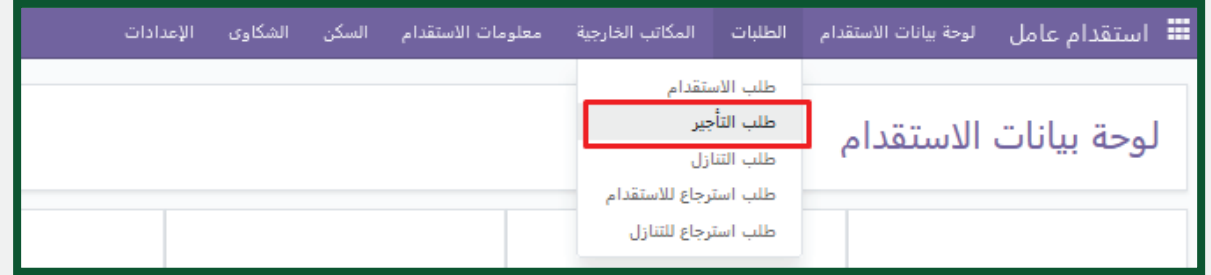 استقدام عامل لوحة بيانات الاستقدام الطلبات المكاتب الخارجية معلومات الاستقدام السكن الشكاوى الإعدادات
طلب الاستقدام
طلب التأجير
لوحة بيانات الاستقدام
طلب التنازل
طلب استرجاع للاستقدام
طلب استرجاع للتنازل